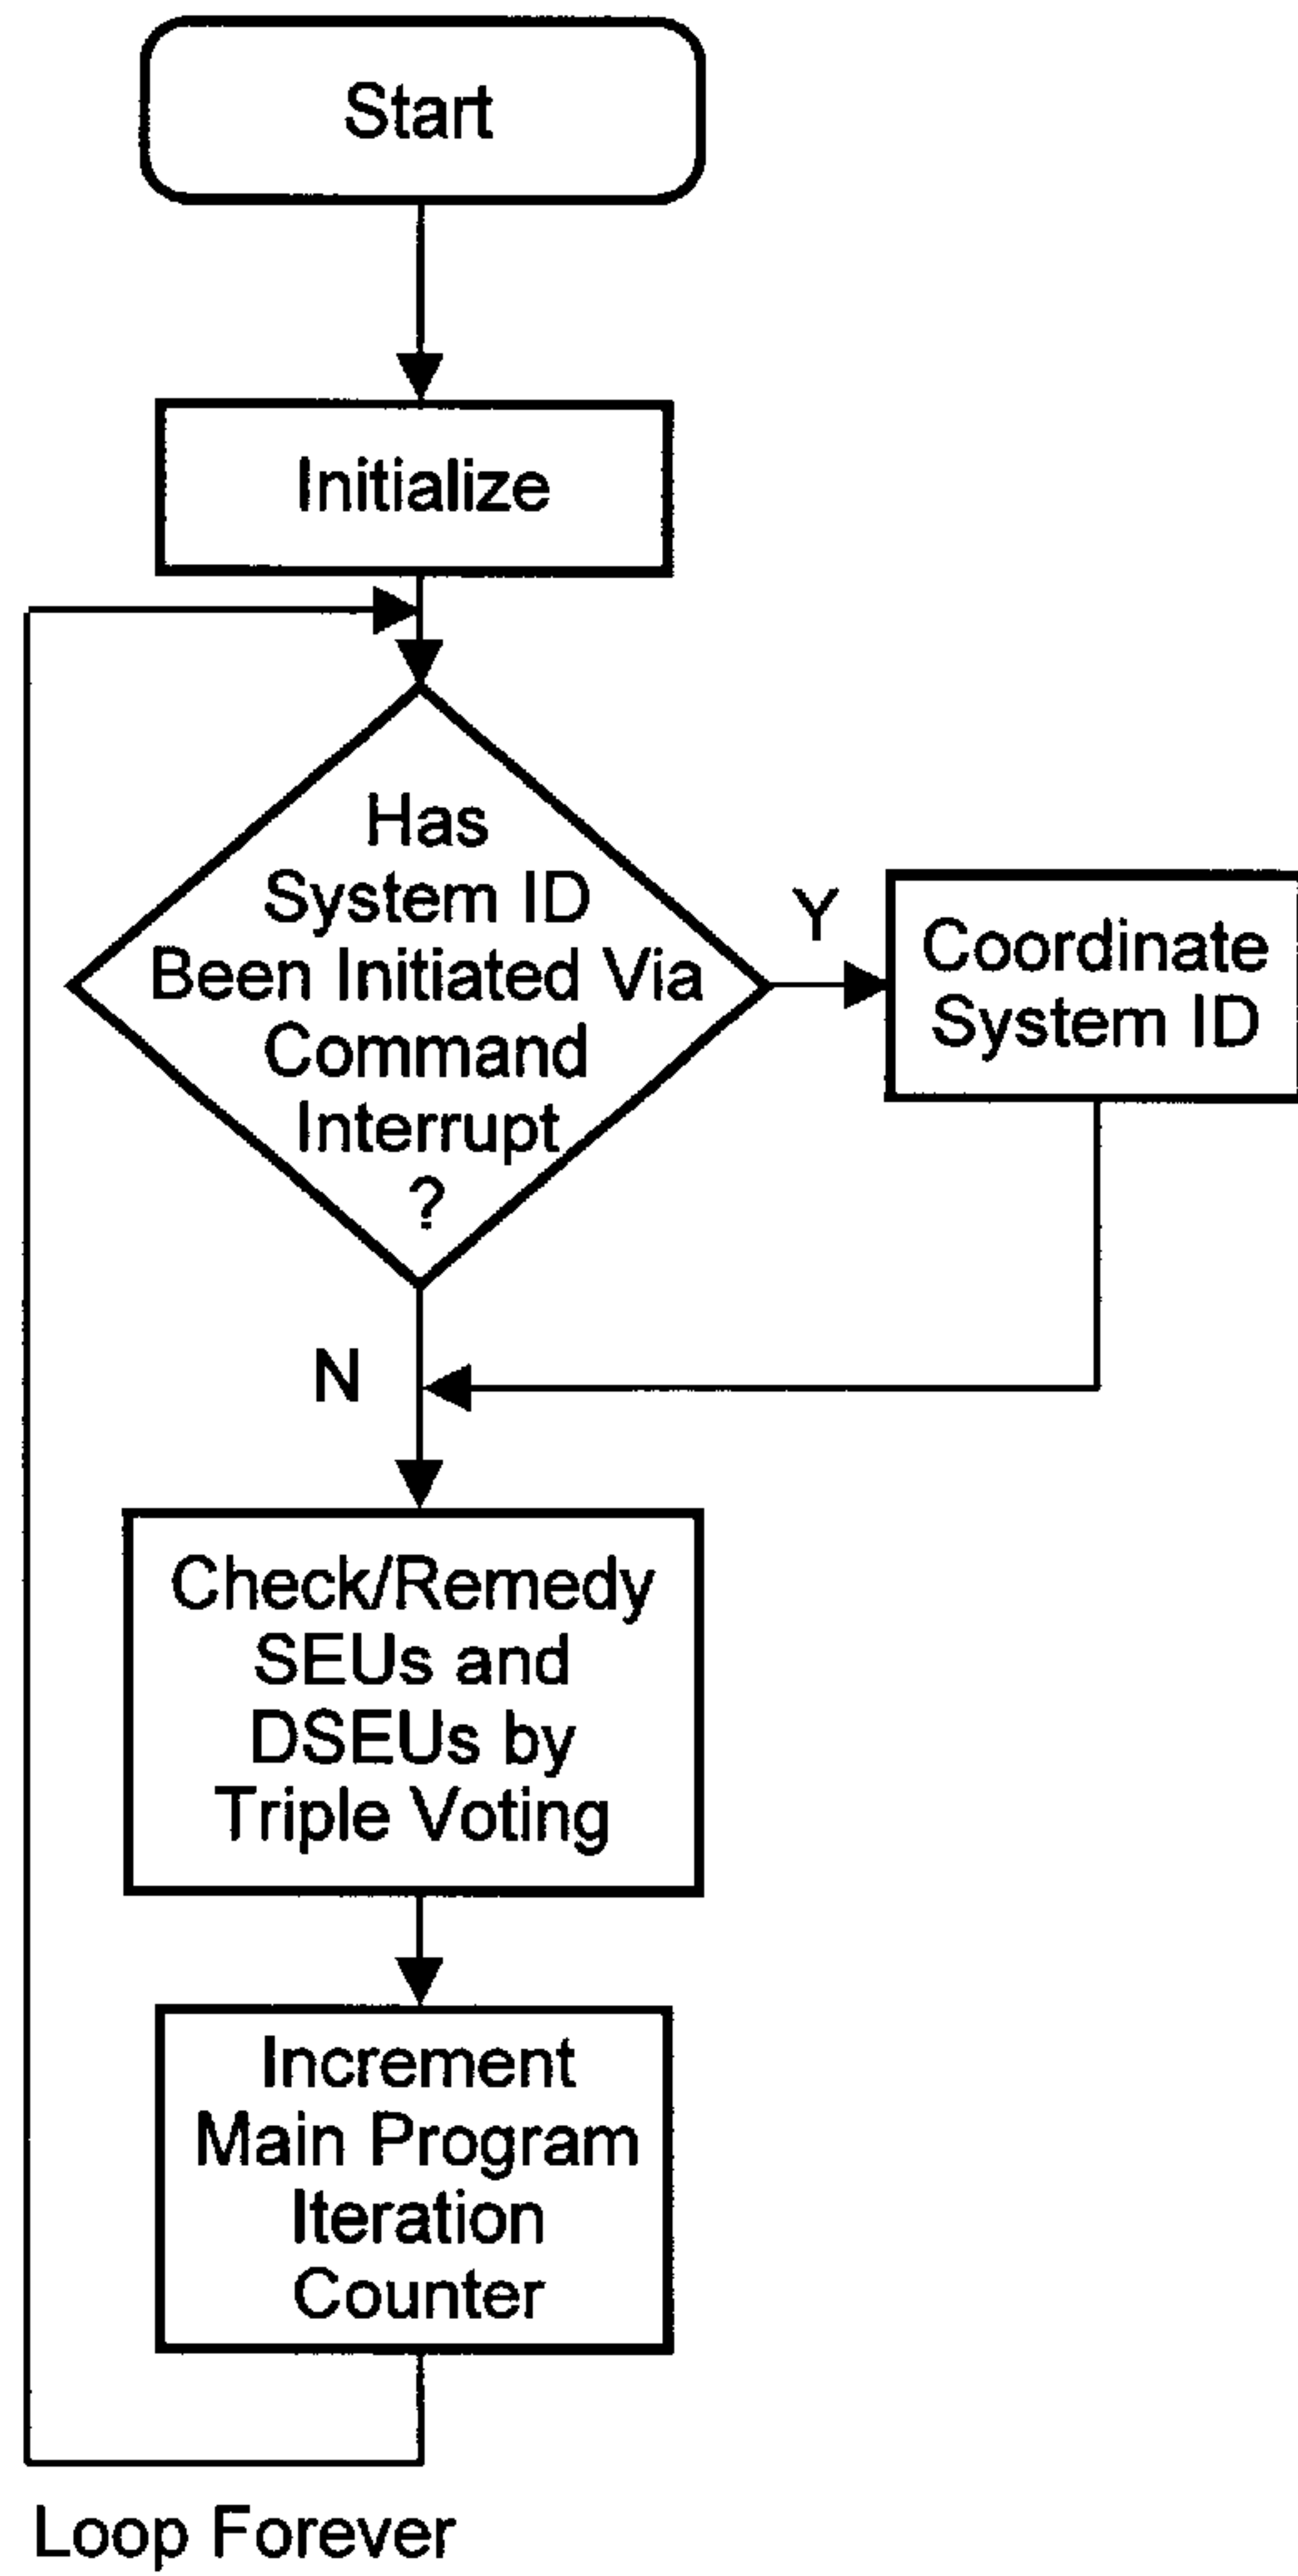 Start
Initialize
Has
System ID
Been Initiated Via
Command
Interrupt
?
Y
Coordinate
System ID
N
Check/Remedy
SEUs and
DSEUs by
Triple Voting
Increment
Main Program
Iteration
Counter
Loop Forever